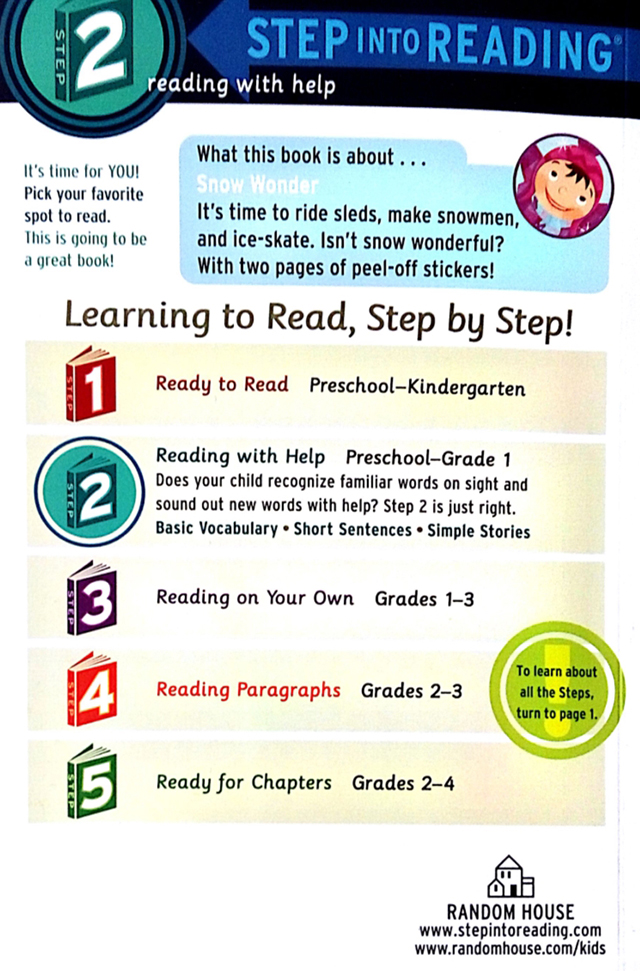 STEP 2
STEP INTO READING®
reading with help
It's time for YOU!
Pick your favorite
spot to read.
This is going to be
a great book!
What this book is about . . .
Snow Wonder
It's time to ride sleds, make snowmen,
and ice-skate. Isn't snow wonderful?
With two pages of peel-off stickers!
Learning to Read, Step by Step!
STEP 1
Ready to Read Preschool–Kindergarten
STEP 2
Reading with Help Preschool–Grade 1
Does your child recognize familiar words on sight and
sound out new words with help? Step 2 is just right.
Basic Vocabulary • Short Sentences • Simple Stories
STEP 3
Reading on Your Own Grades 1–3
STEP 4
Reading Paragraphs Grades 2–3
To learn about
all the Steps,
turn to page 1.
STEP 5
Ready for Chapters Grades 2–4
RANDOM HOUSE
www.stepintoreading.com
www.randomhouse.com/kids